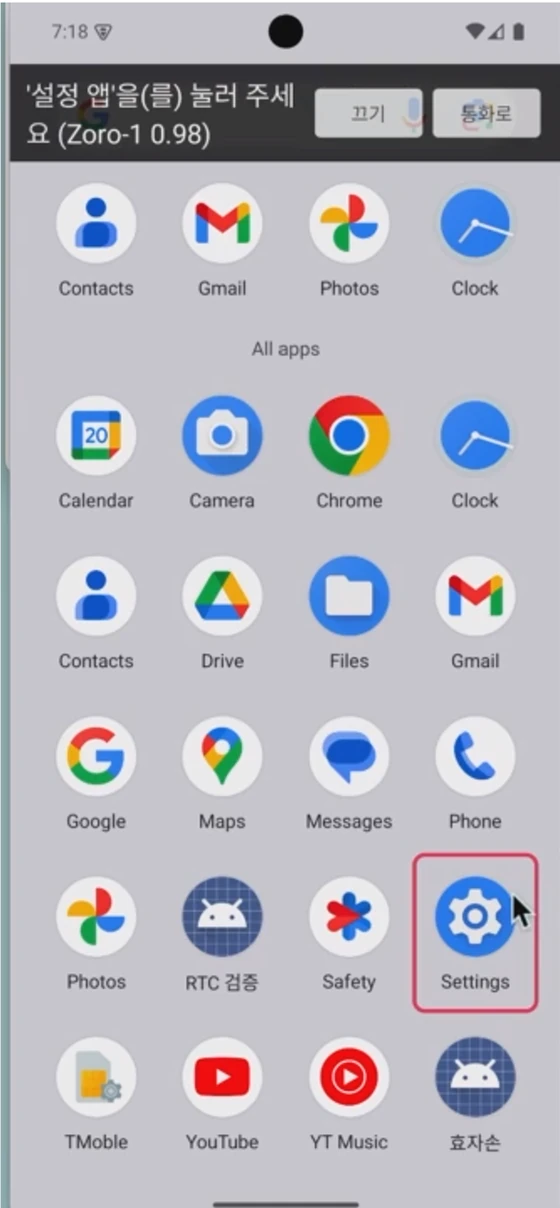 7:18
'설정 앱'을(를) 눌러 주세
요 (Zoro-1 0.98)
끄기
통화로
Contacts
Gmail
Photos
Clock
All apps
20
Calendar
Camera
Chrome
Clock
Contacts
Drive
Files
Gmail
Google
Maps
Messages
Phone
Photos
RTC 검증
Safety
Settings
TMoble
YouTube
YT Music
효자손